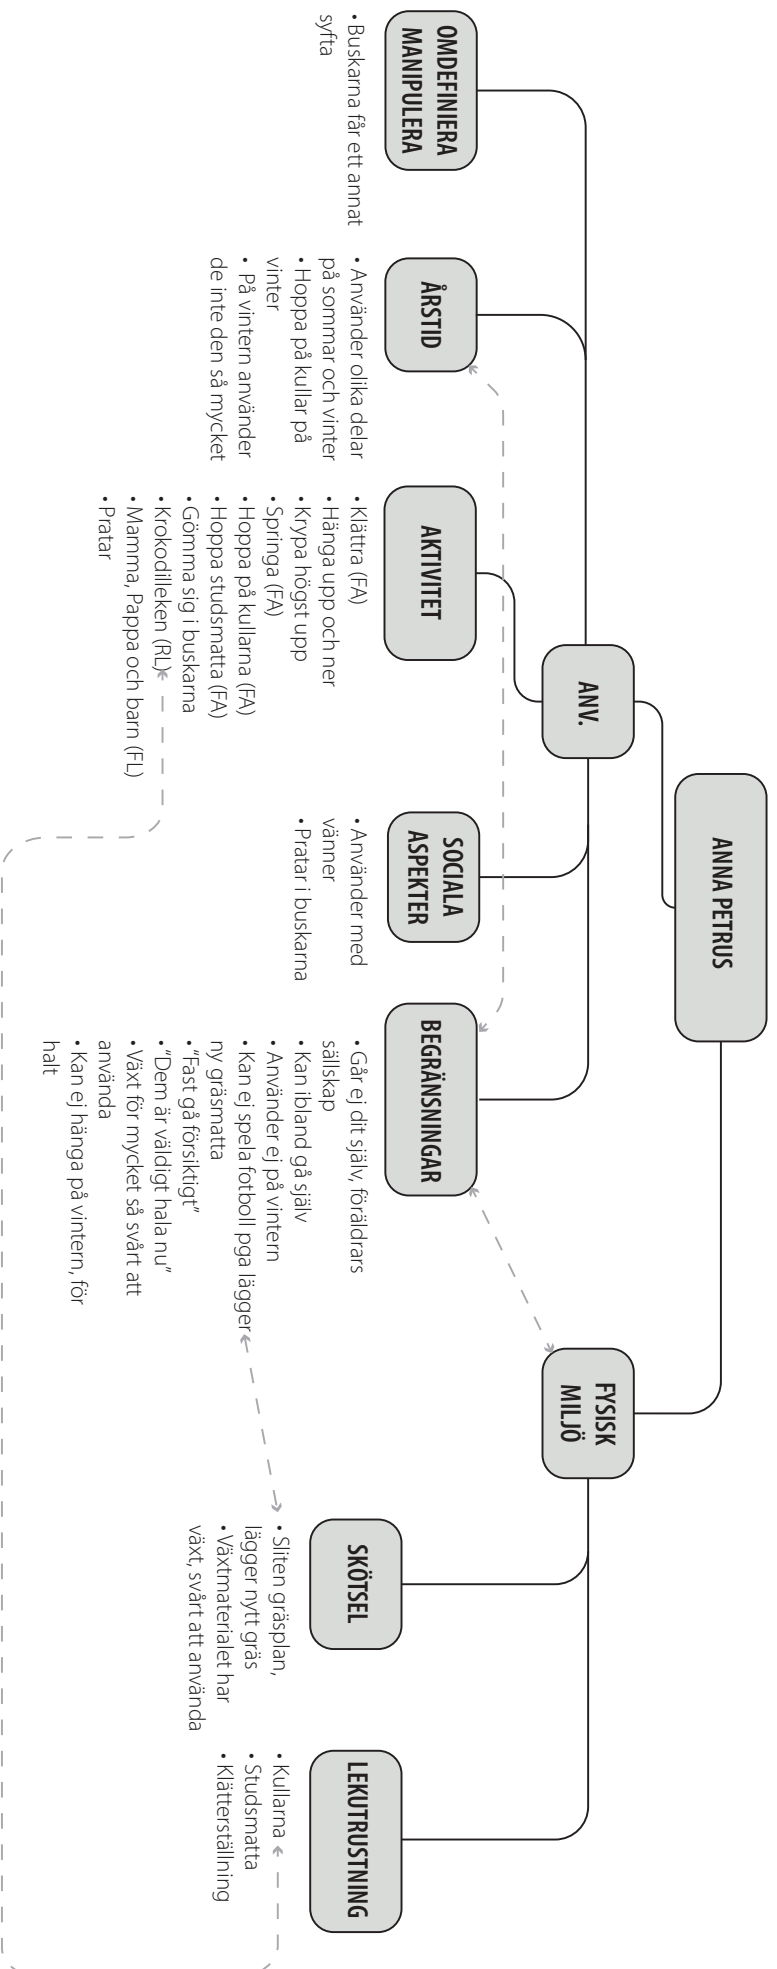 ANNA PETRUS
ANV.
FYSISK
MILJÖ
OMDEFINIERA
MANIPULERA
• Buskarna får ett annat
syfta
ÅRSTID
• Använder olika delar
på sommar och vinter
• Hoppa på kullar på
vinter
• På vintern använder
de inte den så mycket
AKTIVITET
• Klättra (FA)
• Hänga upp och ner
• Krypa högst upp
• Springa (FA)
• Hoppa på kullarna (FA)
• Hoppa studsmatta (FA)
• Gömma sig i buskarna
• Krokodilleken (RL)
• Mamma, Pappa och barn (FL)
• Pratar
SOCIALA
ASPEKTER
• Använder med
vänner
• Pratar i buskarna
BEGRÄNSNINGAR
• Går ej dit själv, föräldrars
sällskap
• Kan ibland gå själv
• Använder ej på vintern
• Kan ej spela fotboll pga lägger
ny gräsmatta
• "Fast gå försiktigt"
• "Dem är väldigt hala nu"
• Växt för mycket så svårt att
använda
• Kan ej hänga på vintern, för
halt
SKÖTSEL
• Sliten gräsplan,
lägger nytt gräs
• Växtmaterialet har
växt, svårt att använda
LEKUTRUSTNING
• Kullarna
• Studsmatta
• Klätterställning